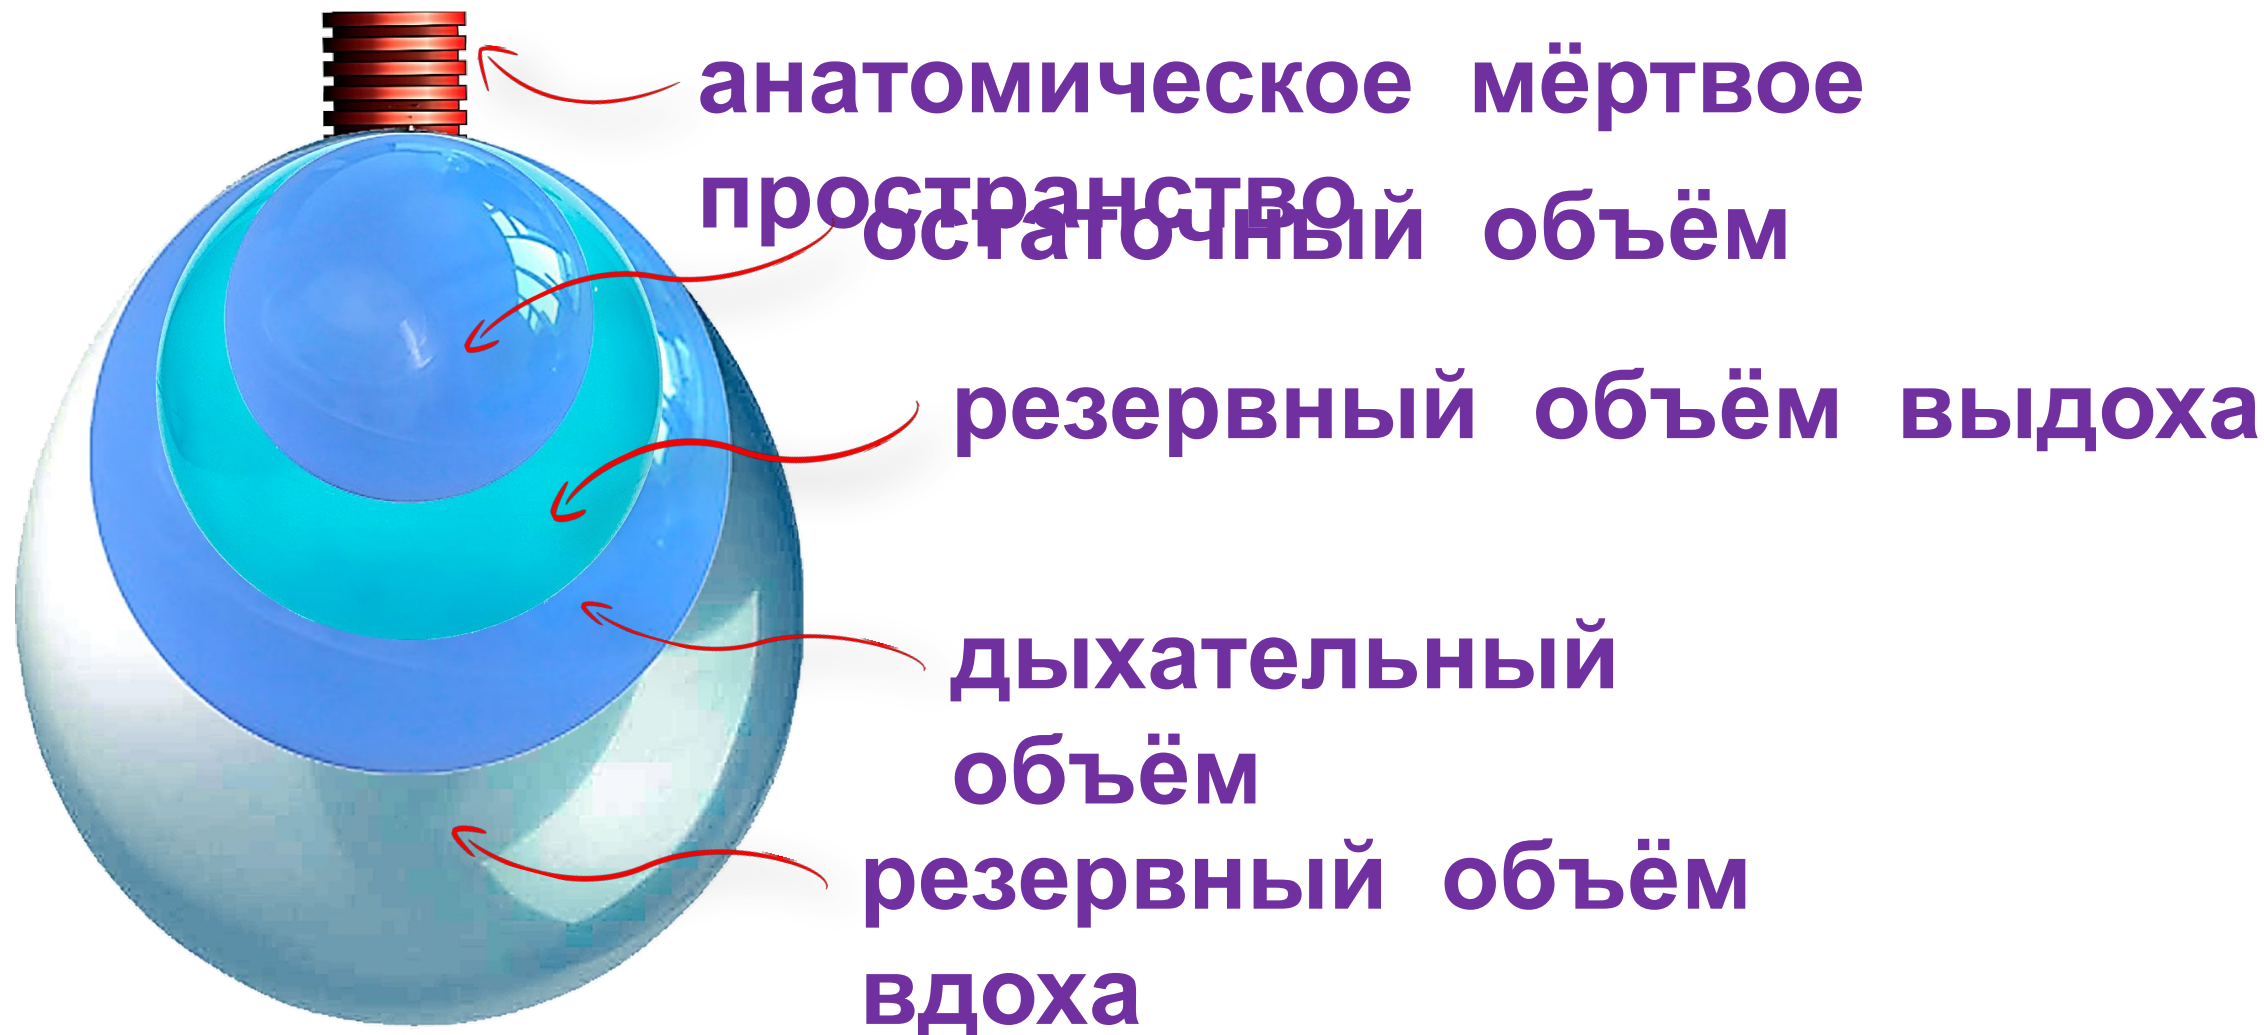 анатомическое мёртвое
пространство
остаточный объём
резервный объём выдоха
дыхательный
объём
резервный объём
вдоха